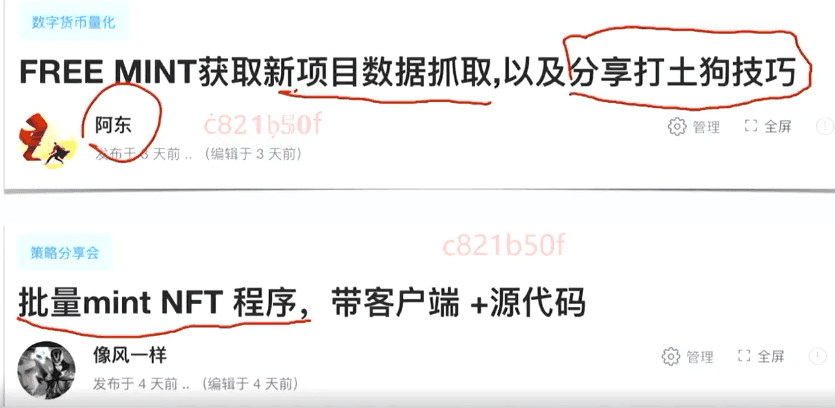 数字货币量化
FREE MINT获取新项目数据抓取,以及分享打土狗技巧
阿东
c821b50f
管理
全屏
发布于 3 天前 .. (编辑于 3 天前)
c821b50f
策略分享会
批量mint NFT 程序，带客户端 +源代码
像风一样
管理
全屏
发布于 4 天前 .. (编辑于 4 天前)